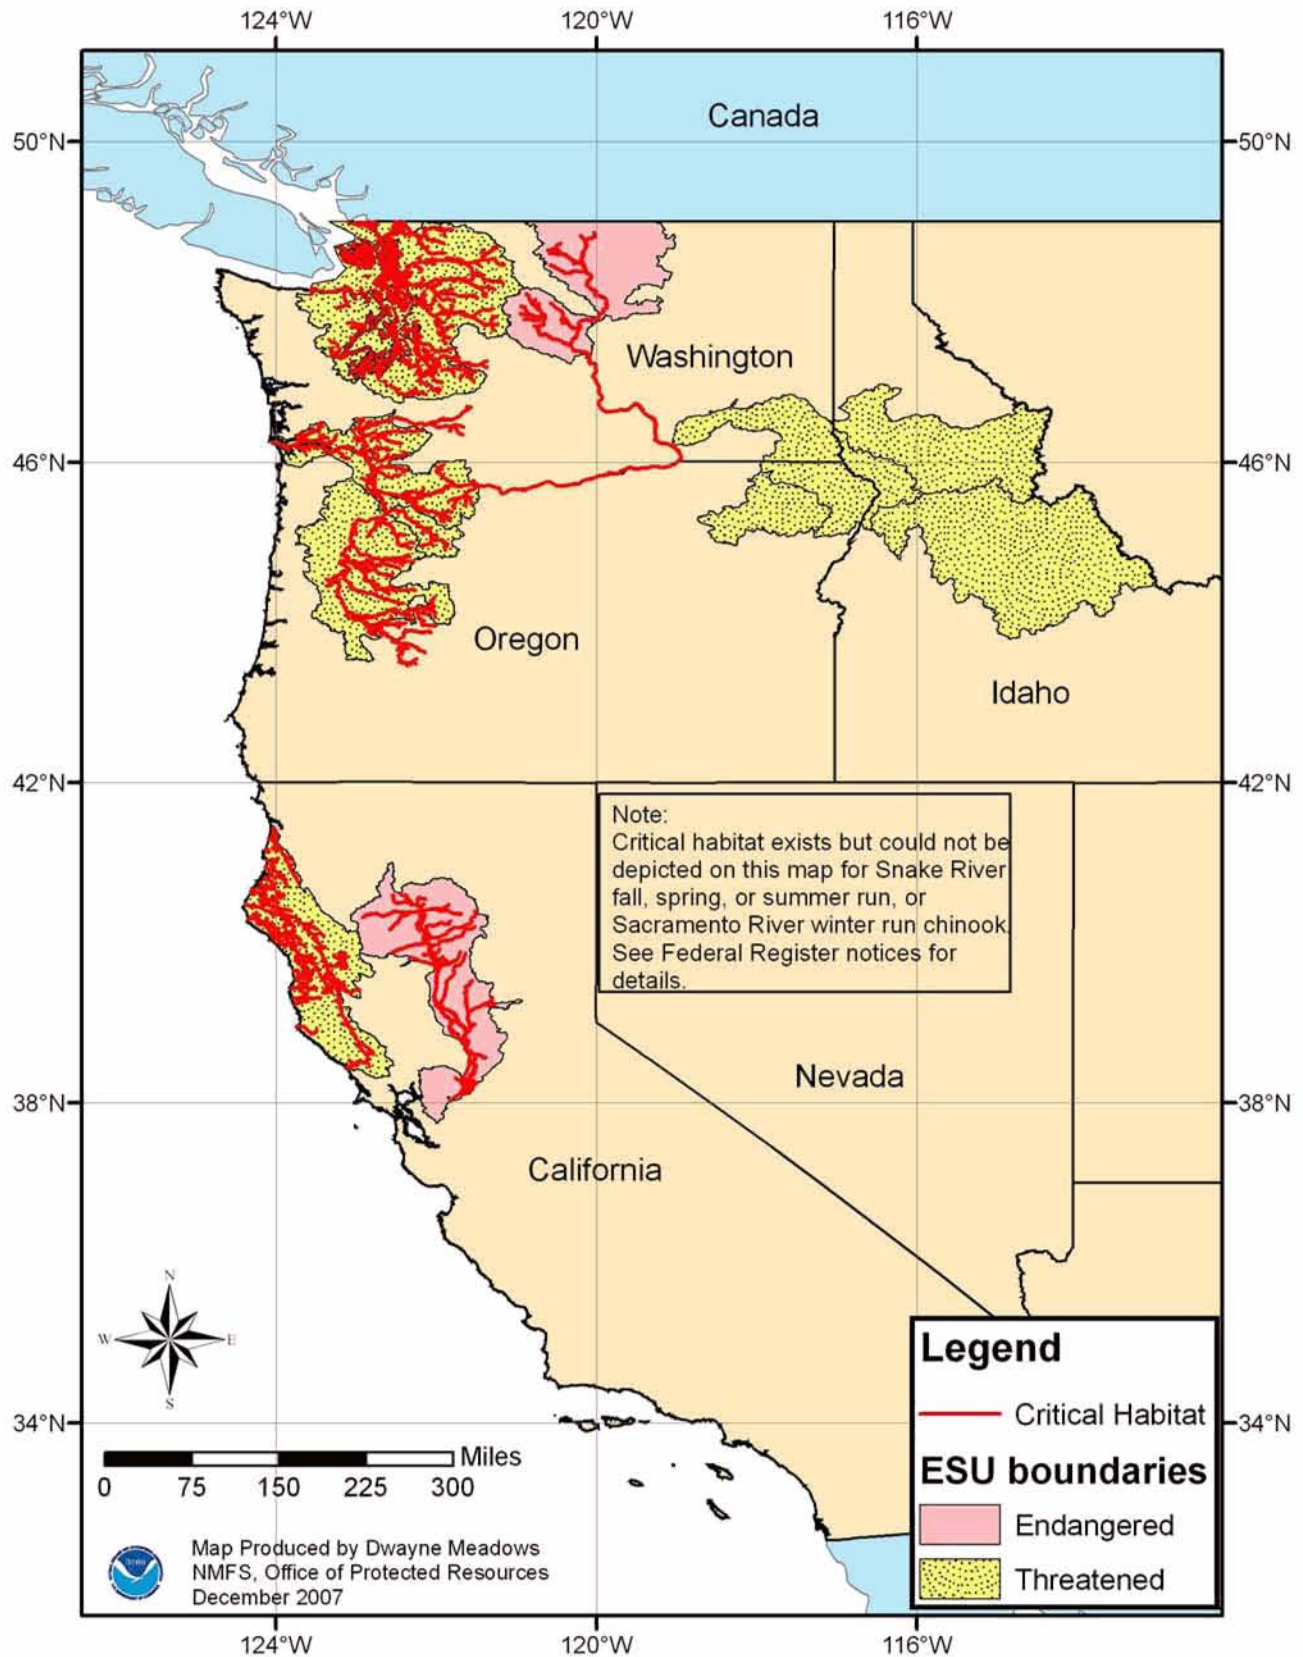 124°W 120°W 116°W
Canada
50°N 50°N
Washington
46°N 46°N
Oregon
Idaho
42°N 42°N
Note:
Critical habitat exists but could not be
depicted on this map for Snake River
fall, spring, or summer run, or
Sacramento River winter run chinook.
See Federal Register notices for
details.
Nevada
38°N 38°N
California
N
W E
S
Legend
Critical Habitat
34°N 34°N
ESU boundaries
Endangered
Threatened
Miles
0 75 150 225 300
Map Produced by Dwayne Meadows
NMFS, Office of Protected Resources
December 2007
124°W 120°W 116°W